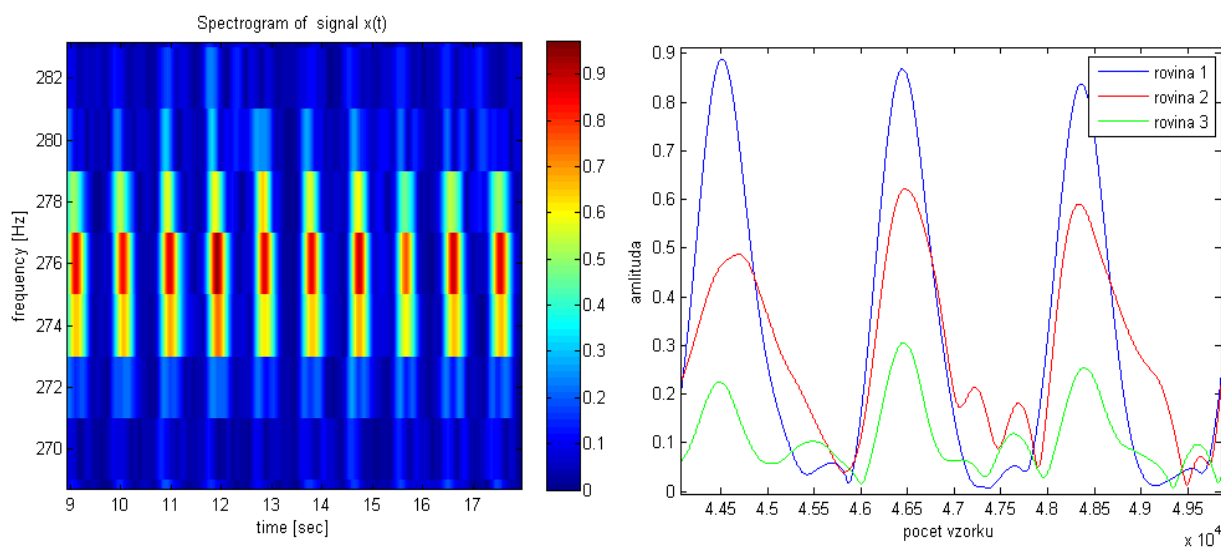 Spectrogram of signal x(t)
282
280
278
276
274
272
270
frequency [Hz]
9 10 11 12 13 14 15 16 17
time [sec]
0.9
0.8
0.7
0.6
0.5
0.4
0.3
0.2
0.1
0
0.9
0.8
0.7
0.6
0.5
0.4
0.3
0.2
0.1
0
amlituda
rovina 1
rovina 2
rovina 3
4.45 4.5 4.55 4.6 4.65 4.7 4.75 4.8 4.85 4.9 4.95
pocet vzorku
x 10^4